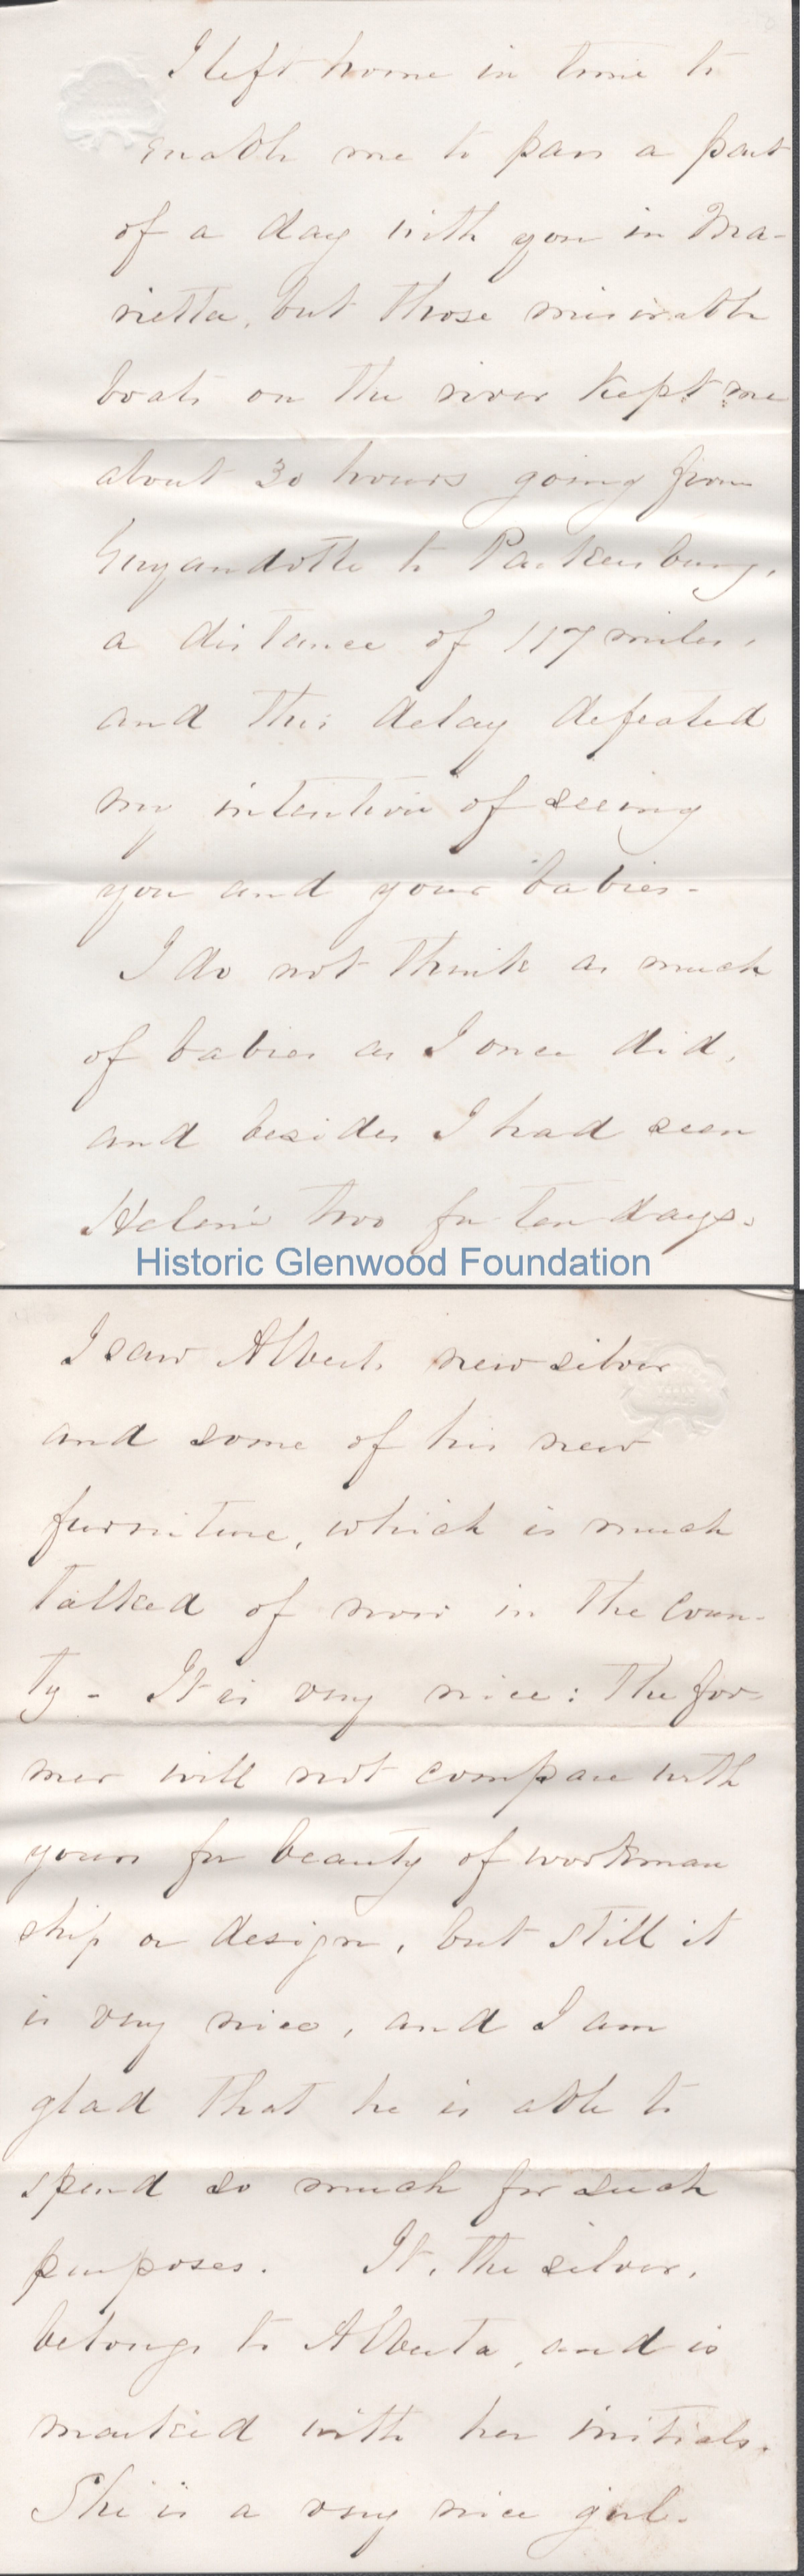 I left home in time to
enable me to pass a part
of a day with you in Ma-
rietta, but those miserable
boats on the river kept me
about 30 hours going from
Guyandotte to Parkersburg,
a distance of 117 miles,
and this delay defeated
my intention of seeing
you and your babies.
I do not think as much
of babies as I once did,
and besides I had seen
Helen's two for ten days.
Historic Glenwood Foundation
I saw Alberts new silver
and some of his new
furniture, which is much
talked of now in the coun-
ty - It is very nice: The for-
mer will not compare with
yours for beauty of workman
ship or design, but still it
is very nice, and I am
glad that he is able to
spend so much for such
purposes. It, the silver,
belongs to Alberta, and is
marked with her initials.
She is a very nice girl.